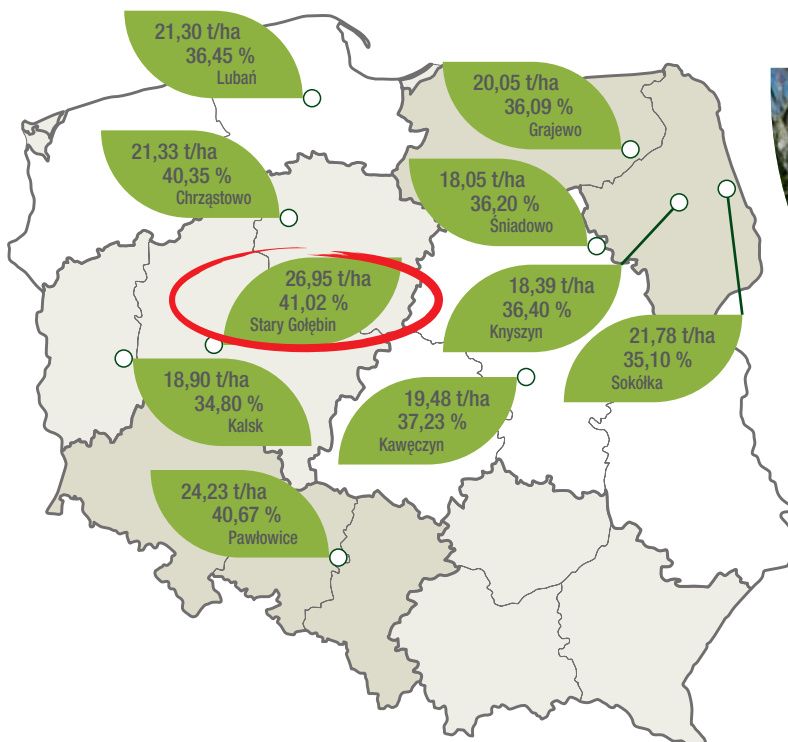 21,30 t/ha
36,45 %
Lubań
20,05 t/ha
36,09 %
Grajewo
21,33 t/ha
40,35 %
Chrząstowo
18,05 t/ha
36,20 %
Śniadowo
26,95 t/ha
41,02 %
Stary Gołębin
18,39 t/ha
36,40 %
Knyszyn
21,78 t/ha
35,10 %
Sokółka
18,90 t/ha
34,80 %
Kalsk
19,48 t/ha
37,23 %
Kawęczyn
24,23 t/ha
40,67 %
Pawłowice